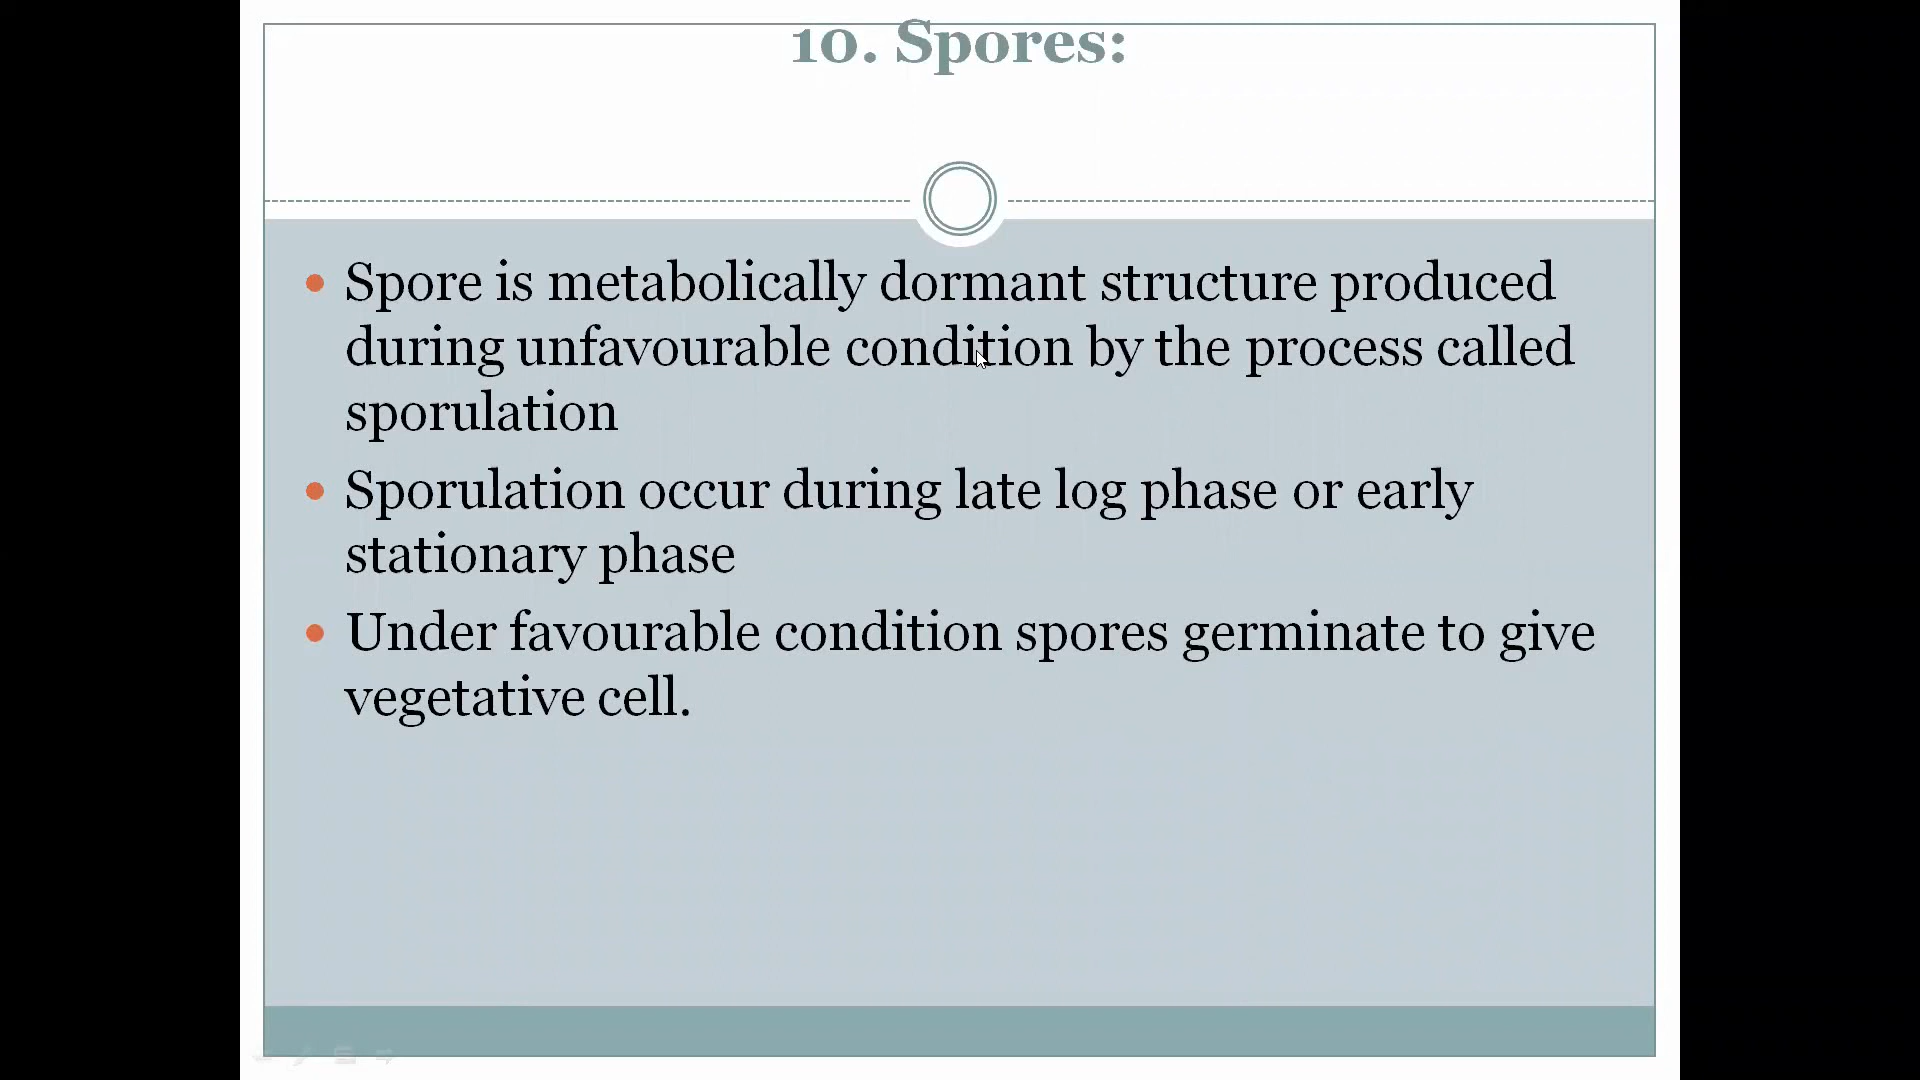 10. Spores:
Spore is metabolically dormant structure produced
during unfavourable condition by the process called
sporulation
Sporulation occur during late log phase or early
stationary phase
Under favourable condition spores germinate to give
vegetative cell.